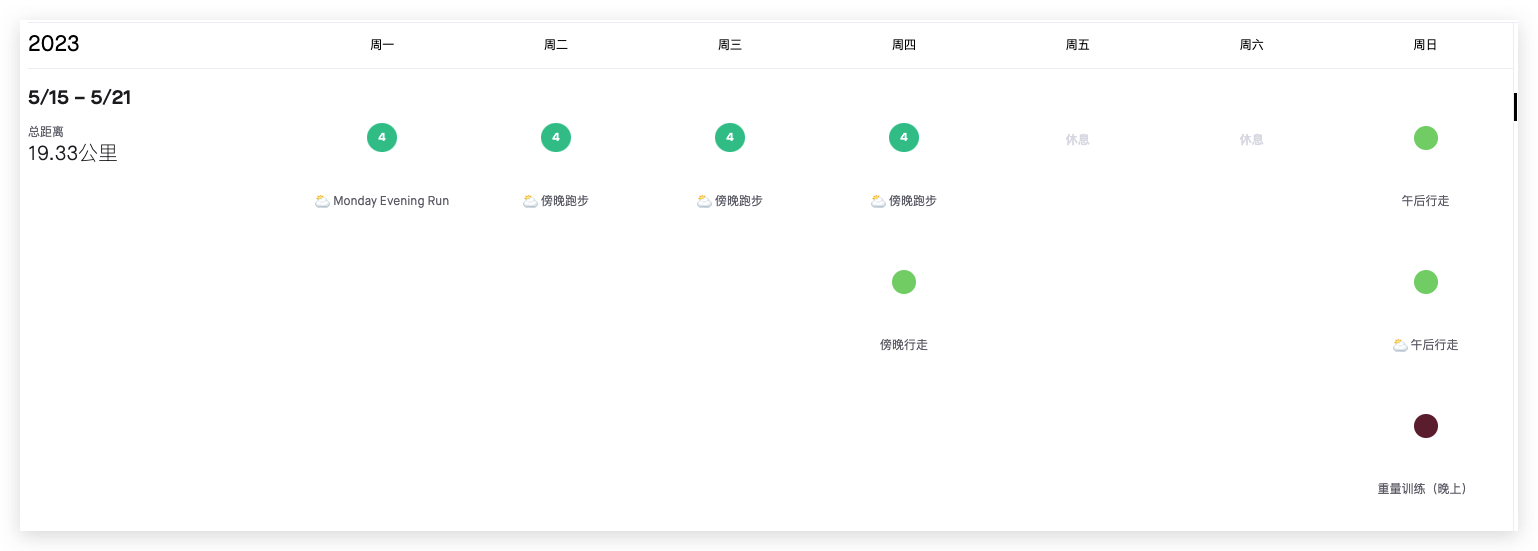 2023 周一 周二 周三 周四 周五 周六 周日
5/15 – 5/21
总距离
19.33公里
4 4 4 4 休息 休息
Monday Evening Run 傍晚跑步 傍晚跑步 傍晚跑步 午后行走
傍晚行走 午后行走
重量训练（晚上）